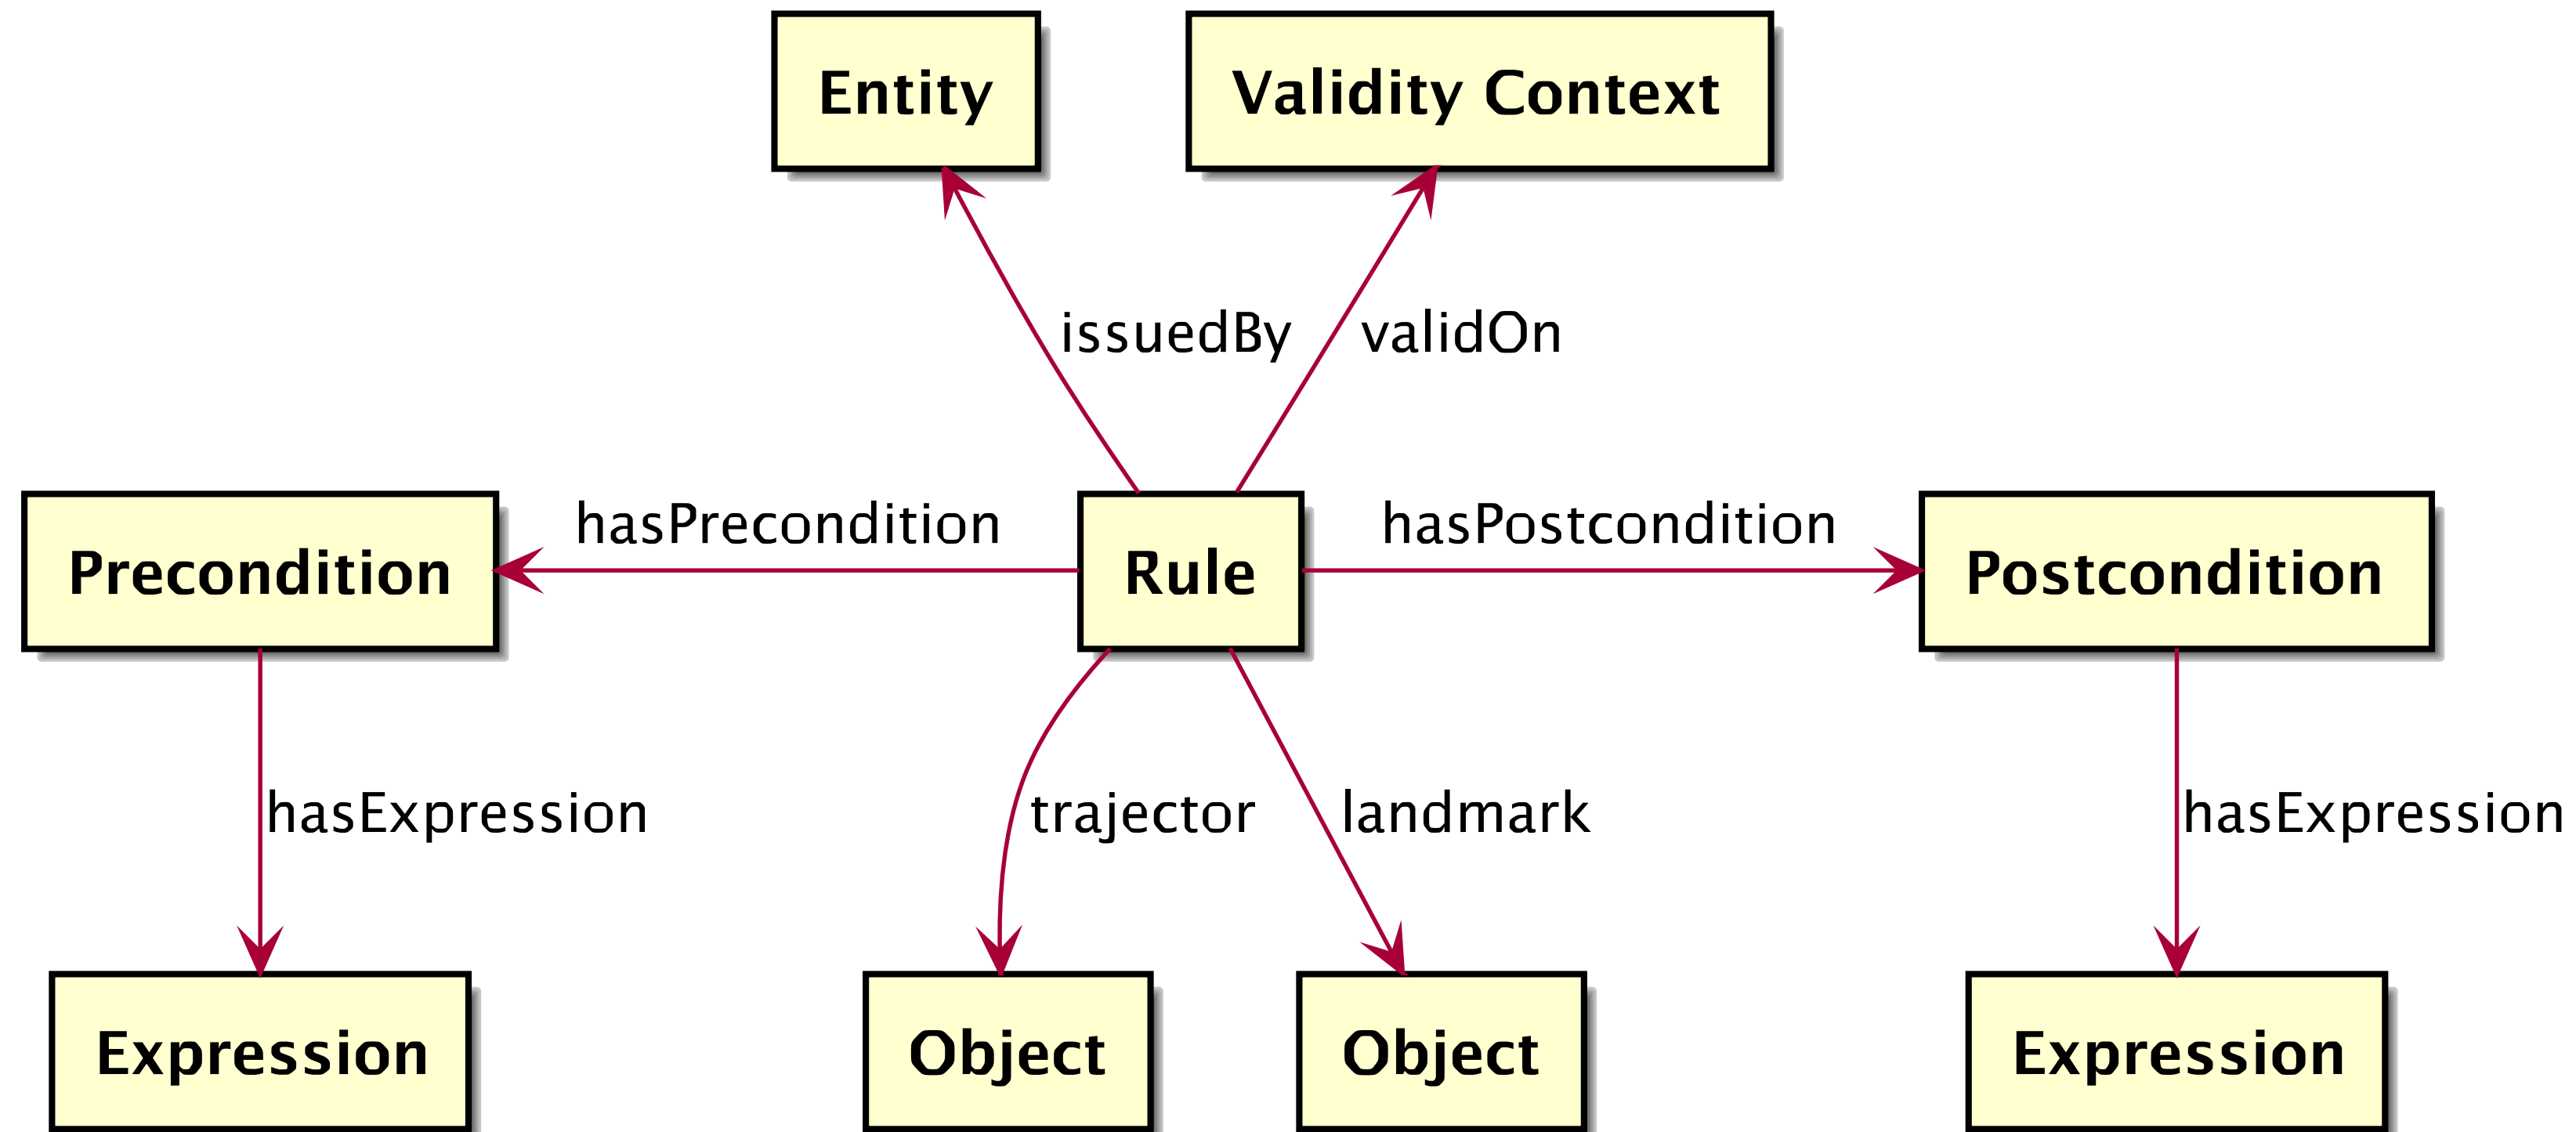 Entity
Validity Context
issuedBy
validOn
hasPrecondition
hasPostcondition
Precondition
Rule
Postcondition
hasExpression
trajector
landmark
hasExpression
Expression
Object
Object
Expression